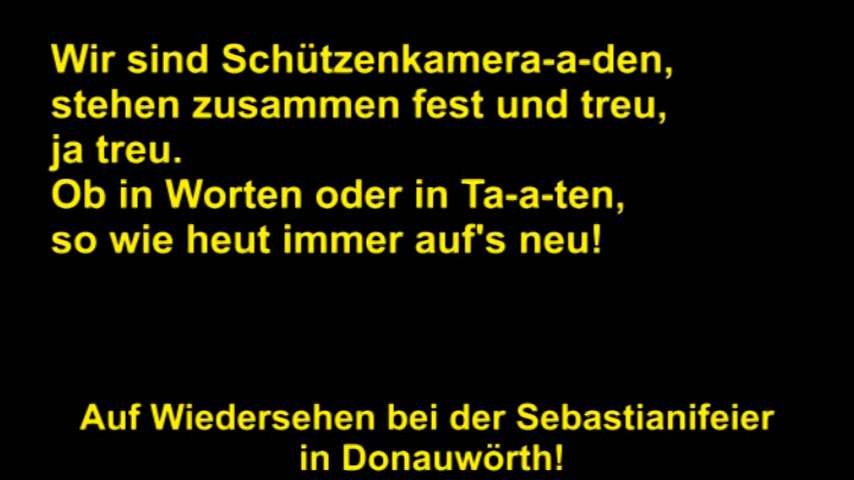 Wir sind Schützenkamera-a-den,
stehen zusammen fest und treu,
ja treu.
Ob in Worten oder in Ta-a-ten,
so wie heut immer auf's neu!
Auf Wiedersehen bei der Sebastianifeier
in Donauwörth!